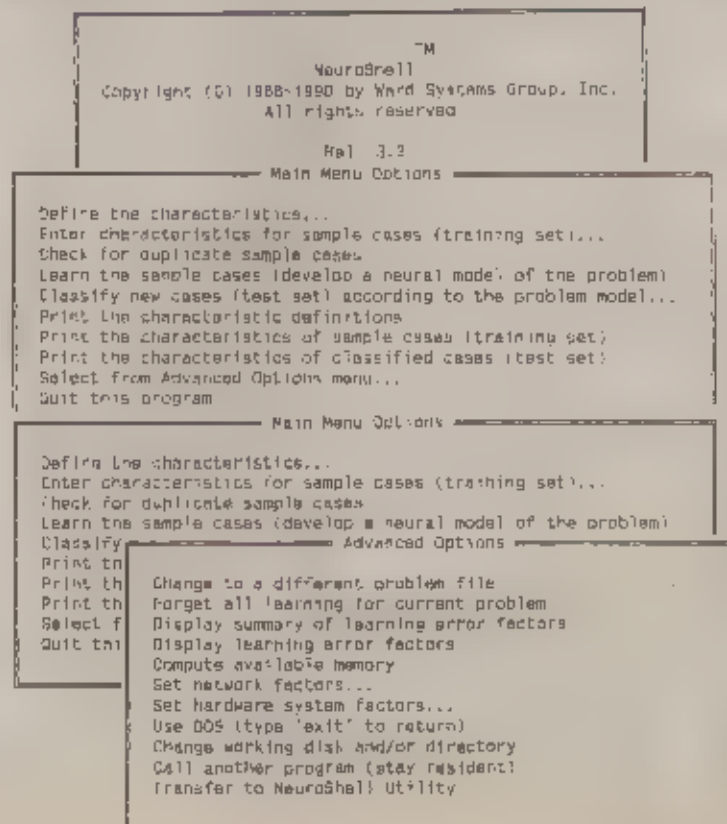 TM
NeuroShell
Copyright (C) 1988-1990 by Ward Systems Group, Inc.
All rights reserved
Rel 3.2
Main Menu Options
Define the characteristics...
Enter characteristics for sample cases (training set)...
Check for duplicate sample cases
Learn the sample cases (develop a neural model of the problem)
Classify new cases (test set) according to the problem model...
Print the characteristic definitions
Print the characteristics of sample cases (training set)
Print the characteristics of classified cases (test set)
Select from Advanced Options menu...
Quit this program
Main Menu Options
Define the characteristics...
Enter characteristics for sample cases (training set)...
Check for duplicate sample cases
Learn the sample cases (develop a neural model of the problem)
Classify
Print th
Print th
Print th
Select f
Quit thi
Advanced Options
Change to a different problem file
Forget all learning for current problem
Display summary of learning error factors
Display learning error factors
Compute available memory
Set network factors...
Set hardware system factors...
Use DOS (type 'exit' to return)
Change working disk and/or directory
Call another program (stay resident)
Transfer to NeuroShell Utility